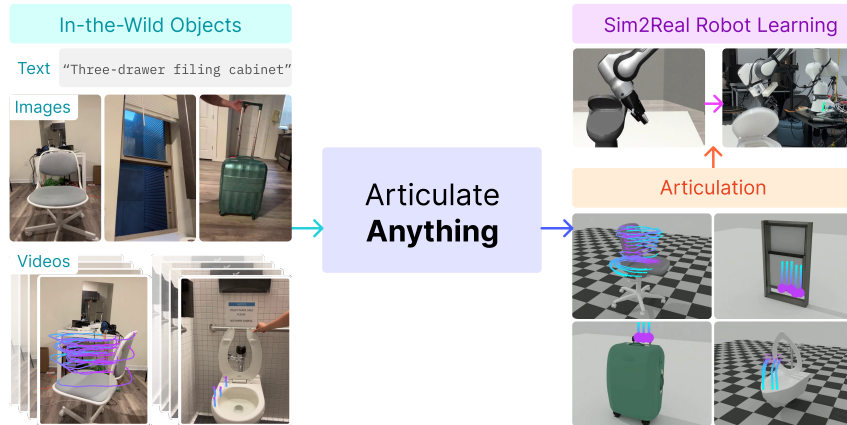 In-the-Wild Objects
Text
“Three-drawer filing cabinet”
Images
Videos
Articulate
Anything
Sim2Real Robot Learning
Articulation